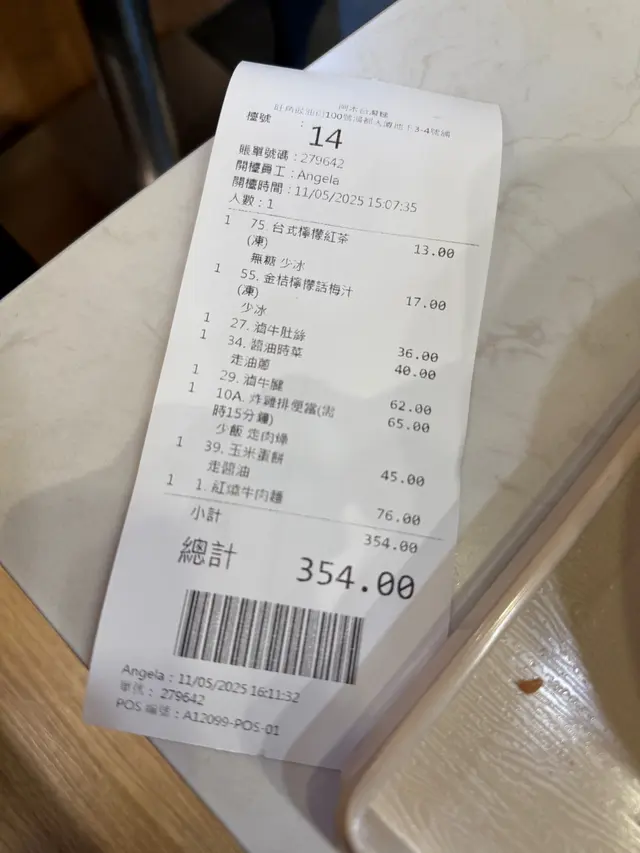 檯號 : 14
賬單號碼 : 279642
開檯員工 : Angela
開檯時間 : 11/05/2025 15:07:35
人數 : 1
1 75. 台式檸檬紅茶 13.00
(凍)
無糖 少冰
1 55. 金桔檸檬話梅汁 17.00
(凍)
少冰
1 27. 滷牛肚絲 36.00
1 34. 醬油時菜 40.00
走油蔥
1 29. 滷牛腱 62.00
1 10A. 炸雞排便當(需 65.00
時15分鐘)
少飯 走肉燥
1 39. 玉米蛋餅 45.00
走醬油
1 1. 紅燒牛肉麵 76.00
小計 354.00
總計 354.00
Angela : 11/05/2025 16:11:32
單號 : 279642
POS 編號 : A12099-POS-01